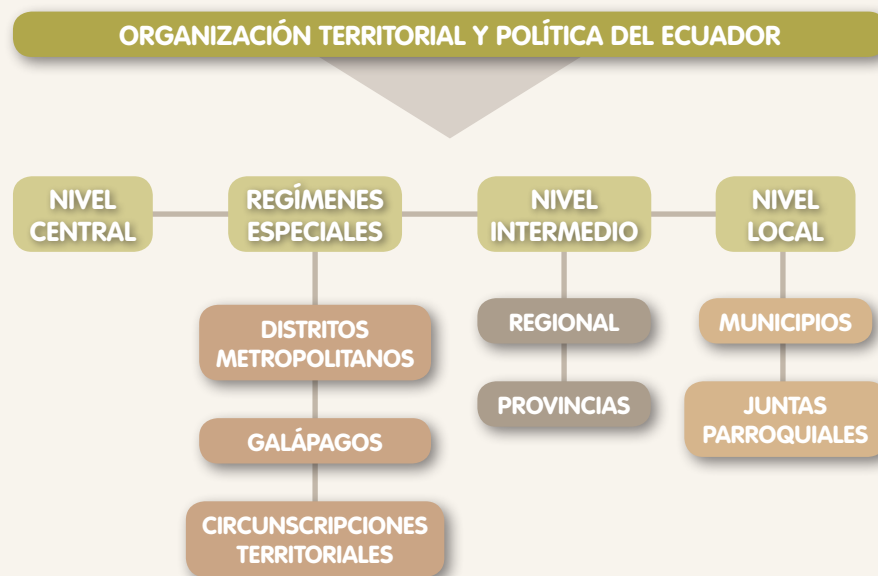 ORGANIZACIÓN TERRITORIAL Y POLÍTICA DEL ECUADOR
NIVEL
CENTRAL
REGÍMENES
ESPECIALES
DISTRITOS
METROPOLITANOS
GALÁPAGOS
CIRCUNSCRIPCIONES
TERRITORIALES
NIVEL
INTERMEDIO
REGIONAL
PROVINCIAS
NIVEL
LOCAL
MUNICIPIOS
JUNTAS
PARROQUIALES